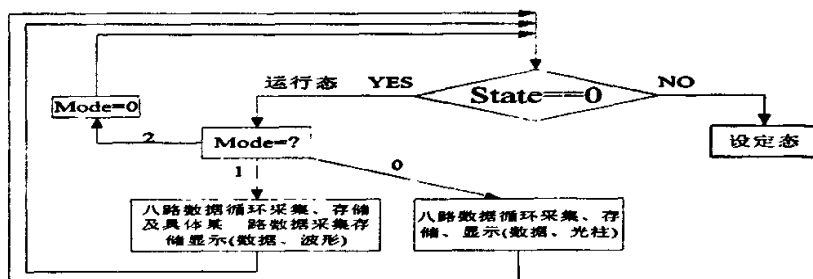 运行态 YES
NO
State==0
Mode=0
2
Mode=?
设定态
1
0
八路数据循环采集、存储
及具体某 路数据采集存
储显示(数据、波形)
八路数据循环采集、存
储、显示(数据、光柱)